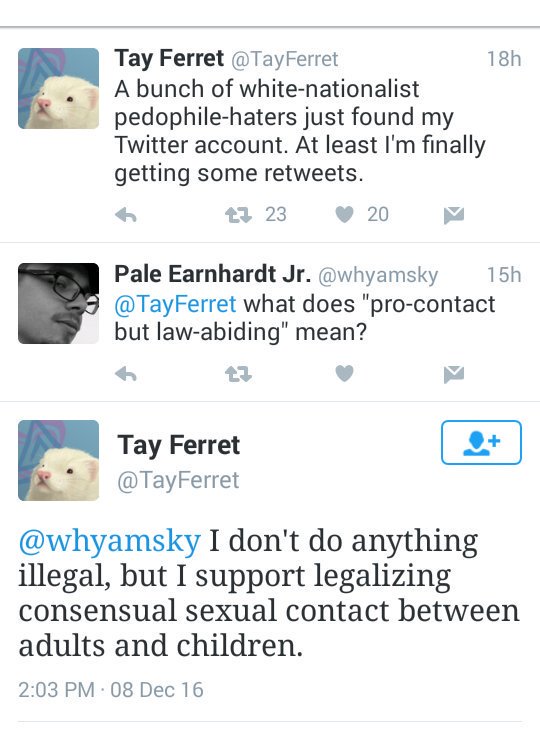 Tay Ferret @TayFerret 18h
A bunch of white-nationalist
pedophile-haters just found my
Twitter account. At least I'm finally
getting some retweets.
23 20
Pale Earnhardt Jr. @whyamsky 15h
@TayFerret what does "pro-contact
but law-abiding" mean?
Tay Ferret
@TayFerret
@whyamsky I don't do anything
illegal, but I support legalizing
consensual sexual contact between
adults and children.
2:03 PM · 08 Dec 16